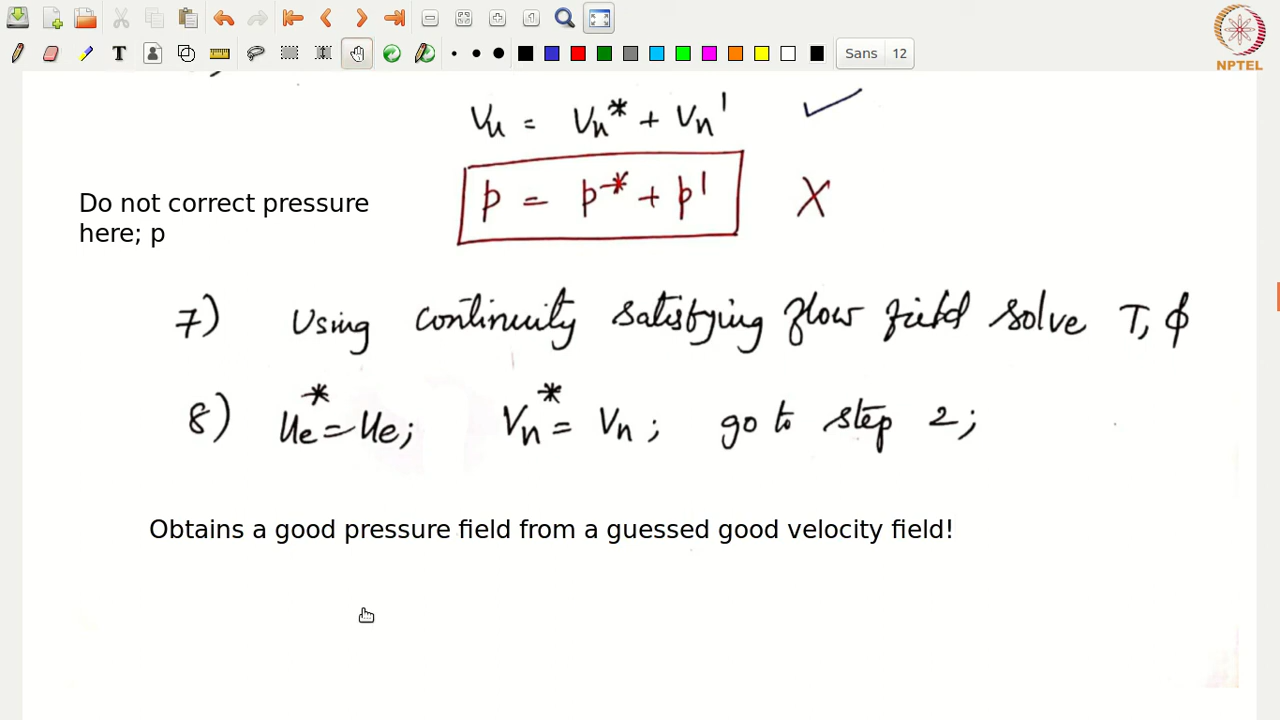 Sans 12
NPTEL
Vn = Vn* + Vn'
p = p* + p' X
Do not correct pressure
here; p
7) Using continuity satisfying flow field solve T, φ
8) ue* = ue; Vn* = Vn; go to step 2;
Obtains a good pressure field from a guessed good velocity field!